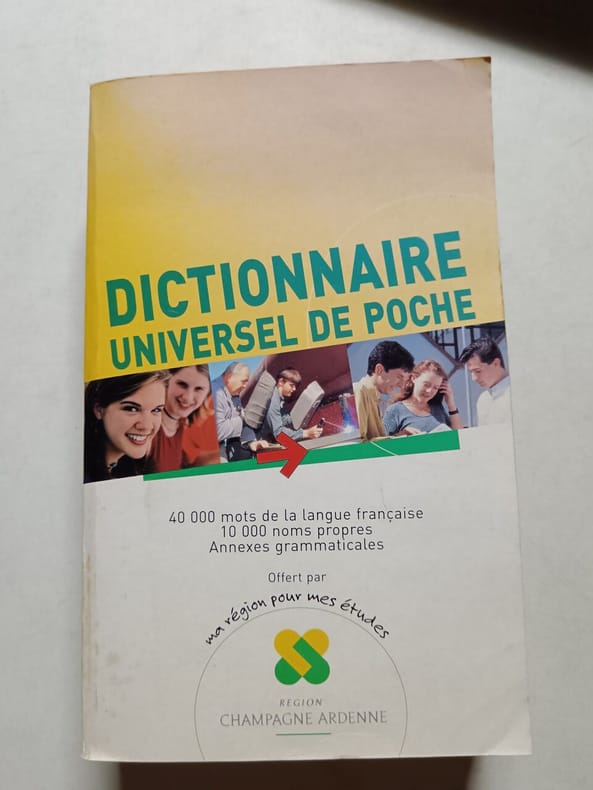 DICTIONNAIRE
UNIVERSEL DE POCHE
40 000 mots de la langue française
10 000 noms propres
Annexes grammaticales
Offert par
ma région pour mes études
RÉGION
CHAMPAGNE ARDENNE